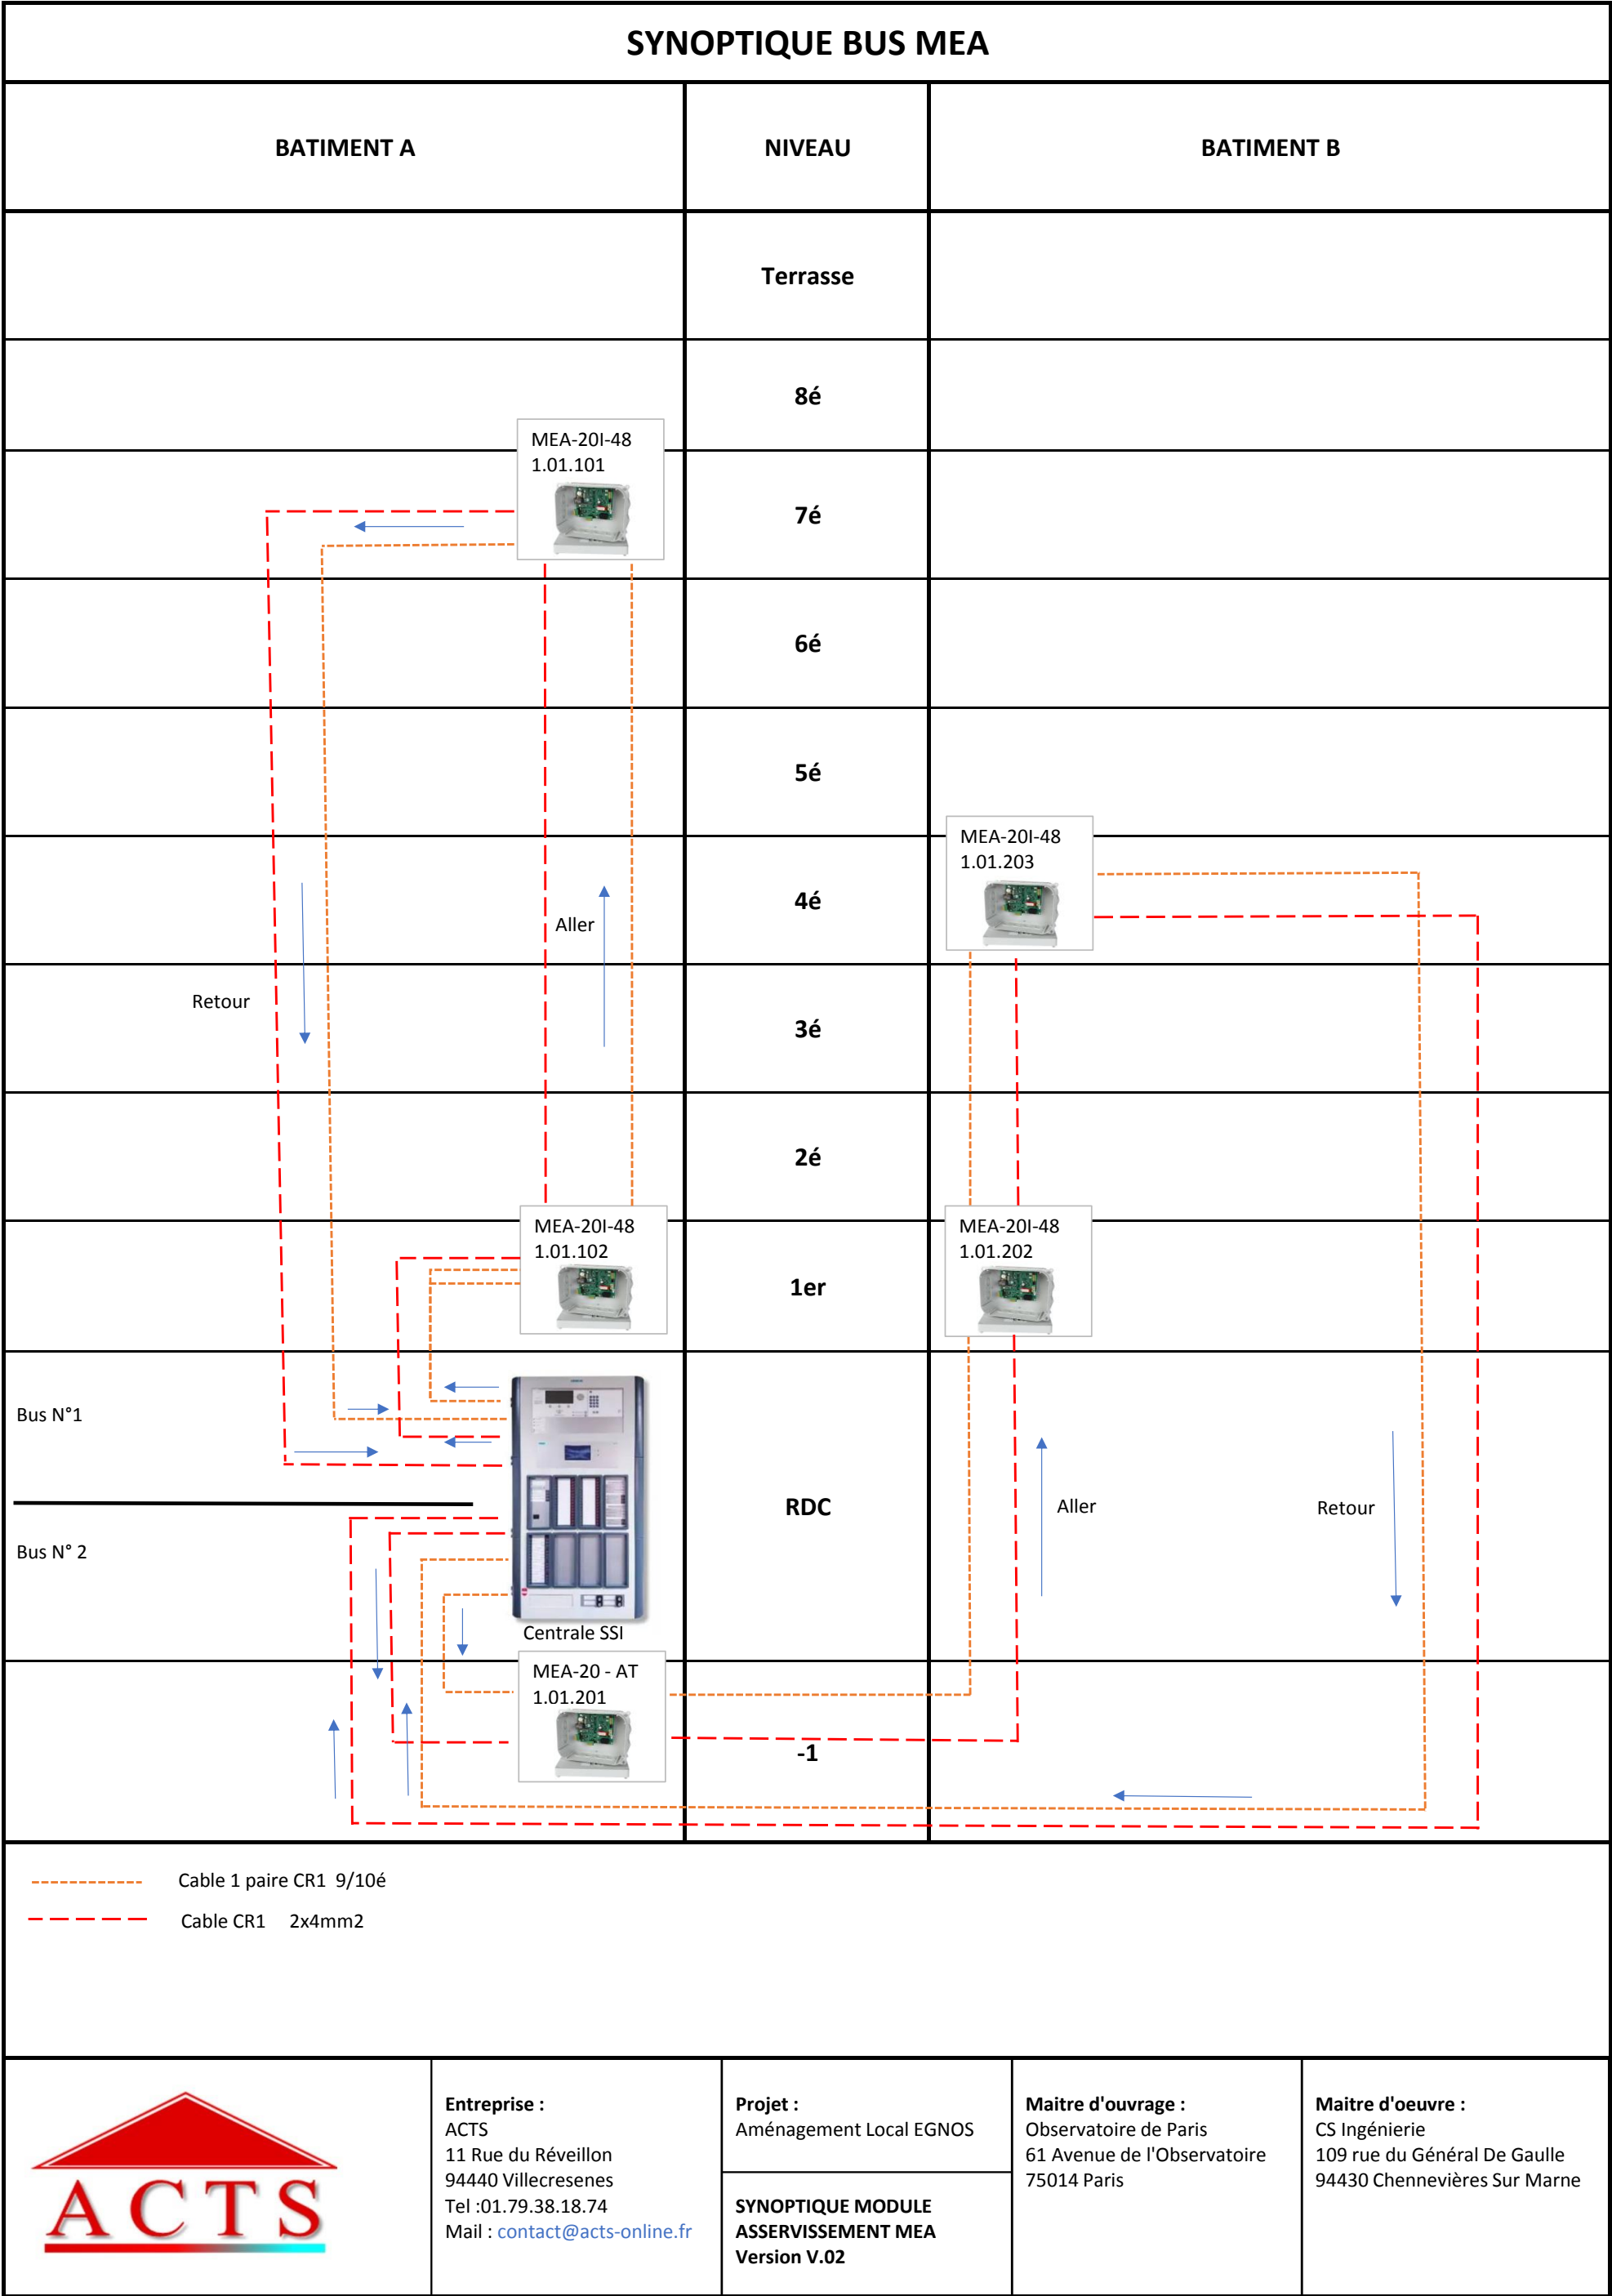 SYNOPTIQUE BUS MEA
BATIMENT A
NIVEAU
BATIMENT B
Terrasse
8é
MEA-20I-48
1.01.101
7é
6é
5é
MEA-20I-48
1.01.203
4é
Aller
Retour
3é
2é
MEA-20I-48
1.01.102
MEA-20I-48
1.01.202
1er
Bus N°1
RDC
Aller
Retour
Bus N° 2
Centrale SSI
MEA-20 - AT
1.01.201
-1
Cable 1 paire CR1 9/10é
Cable CR1 2x4mm2
ACTS
Entreprise :
ACTS
11 Rue du Réveillon
94440 Villecresenes
Tel :01.79.38.18.74
Mail : contact@acts-online.fr
Projet :
Aménagement Local EGNOS
SYNOPTIQUE MODULE
ASSERVISSEMENT MEA
Version V.02
Maitre d'ouvrage :
Observatoire de Paris
61 Avenue de l'Observatoire
75014 Paris
Maitre d'oeuvre :
CS Ingénierie
109 rue du Général De Gaulle
94430 Chennevières Sur Marne